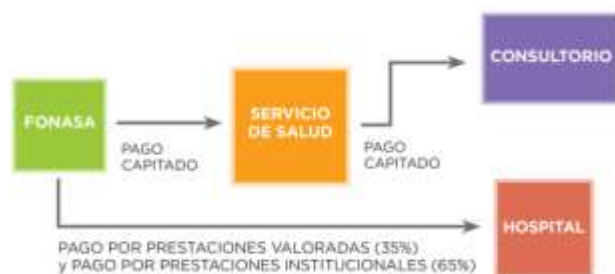 CONSULTORIO
FONASA
SERVICIO
DE SALUD
PAGO
CAPITADO
PAGO
CAPITADO
HOSPITAL
PAGO POR PRESTACIONES VALORADAS (35%)
y PAGO POR PRESTACIONES INSTITUCIONALES (65%)